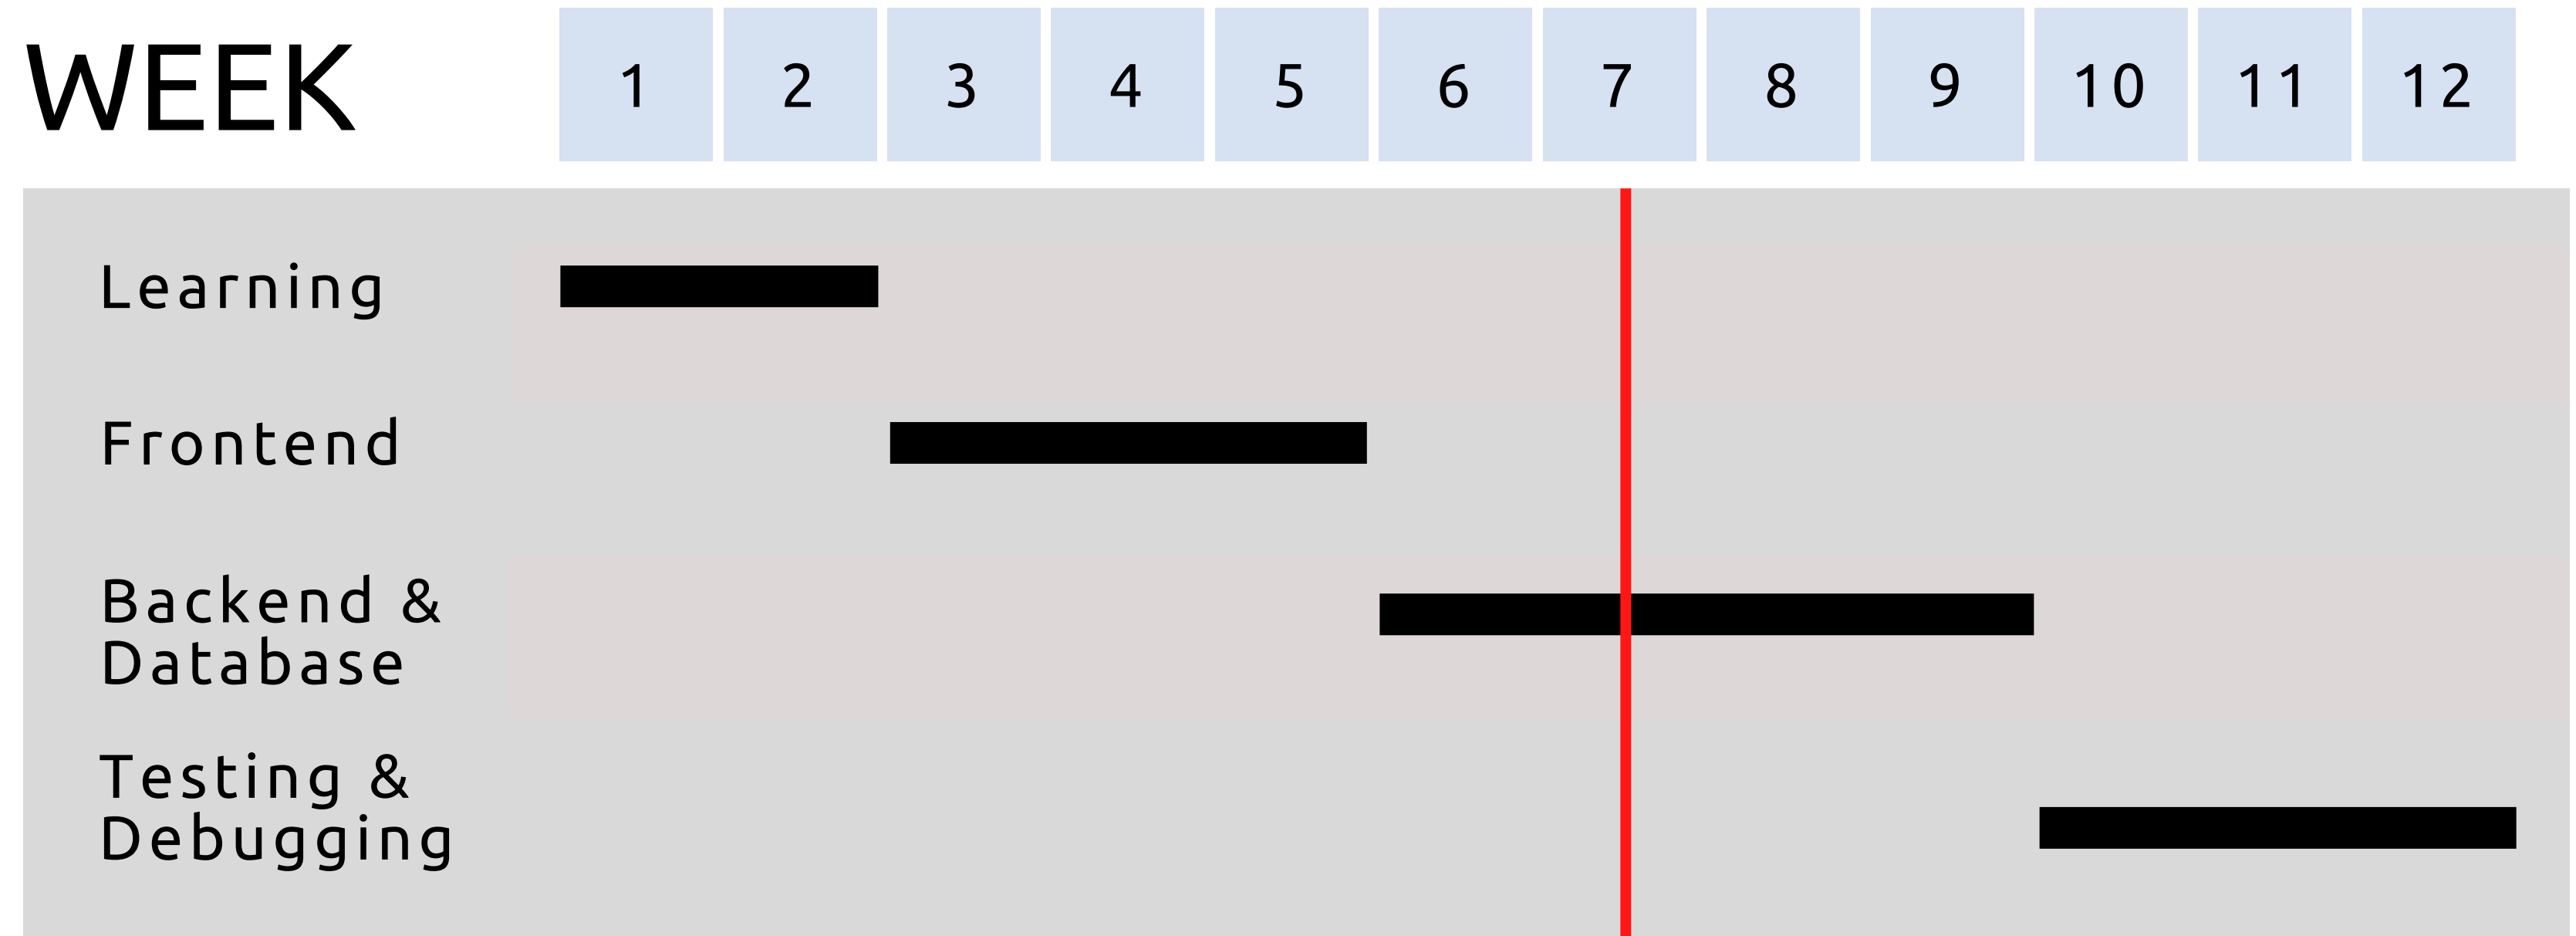 WEEK 1 2 3 4 5 6 7 8 9 10 11 12
Learning
Frontend
Backend &
Database
Testing &
Debugging